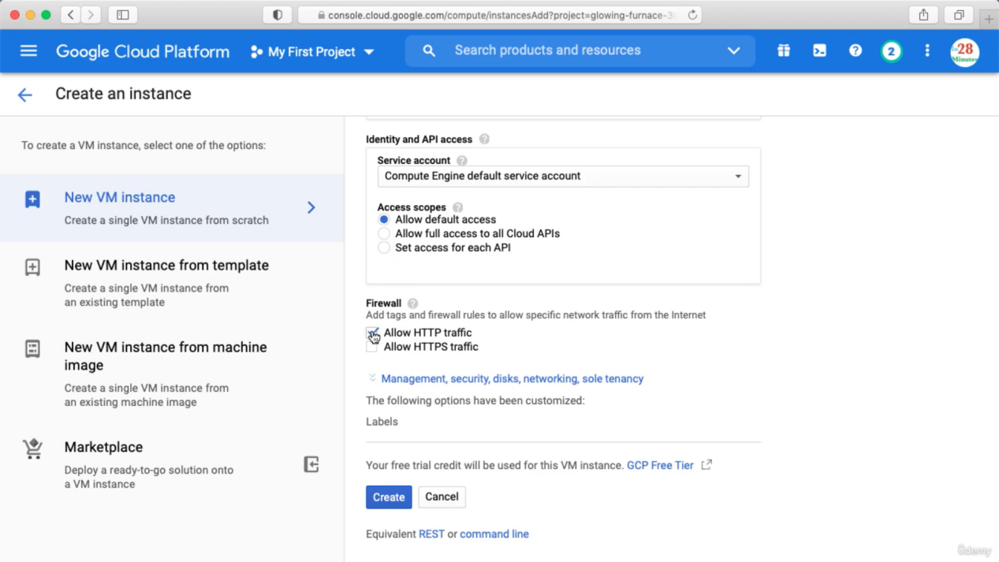 console.cloud.google.com/compute/instancesAdd?project=glowing-furnace-3
Google Cloud Platform
My First Project
Search products and resources
2
in28
Minutes
Create an instance
To create a VM instance, select one of the options:
New VM instance
Create a single VM instance from scratch
New VM instance from template
Create a single VM instance from
an existing template
New VM instance from machine
image
Create a single VM instance from
an existing machine image
Marketplace
Deploy a ready-to-go solution onto
a VM instance
Identity and API access
Service account
Compute Engine default service account
Access scopes
Allow default access
Allow full access to all Cloud APIs
Set access for each API
Firewall
Add tags and firewall rules to allow specific network traffic from the Internet
Allow HTTP traffic
Allow HTTPS traffic
Management, security, disks, networking, sole tenancy
The following options have been customized:
Labels
Your free trial credit will be used for this VM instance. GCP Free Tier
Create
Cancel
Equivalent REST or command line
ûdemy